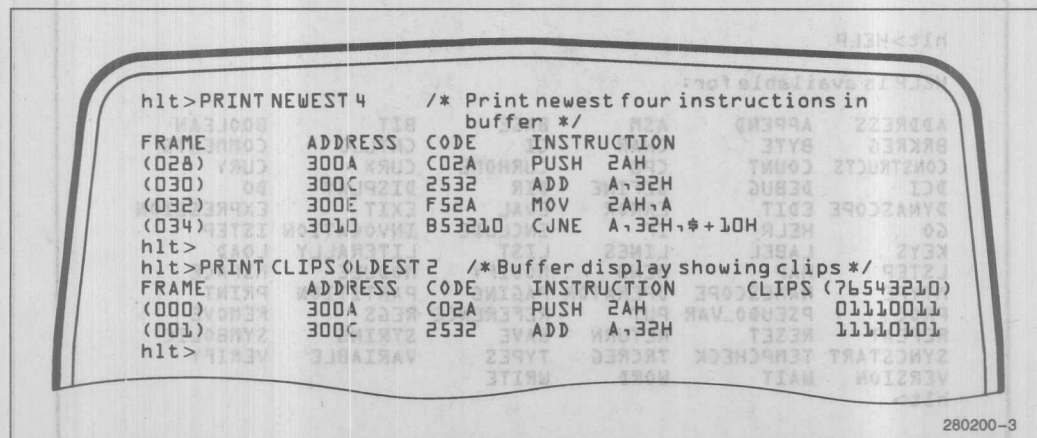 hlt>PRINT NEWEST 4 /* Print newest four instructions in
buffer */
FRAME ADDRESS CODE INSTRUCTION
(028) 300A C02A PUSH 2AH
(030) 300C 2532 ADD A,32H
(032) 300E F52A MOV 2AH,A
(034) 3010 B53210 CJNE A,32H,$+10H
hlt>
hlt>PRINT CLIPS OLDEST 2 /*Buffer display showing clips */
FRAME ADDRESS CODE INSTRUCTION CLIPS (76543210)
(000) 300A C02A PUSH 2AH 01110011
(001) 300C 2532 ADD A,32H 11110101
hlt>
280200-3